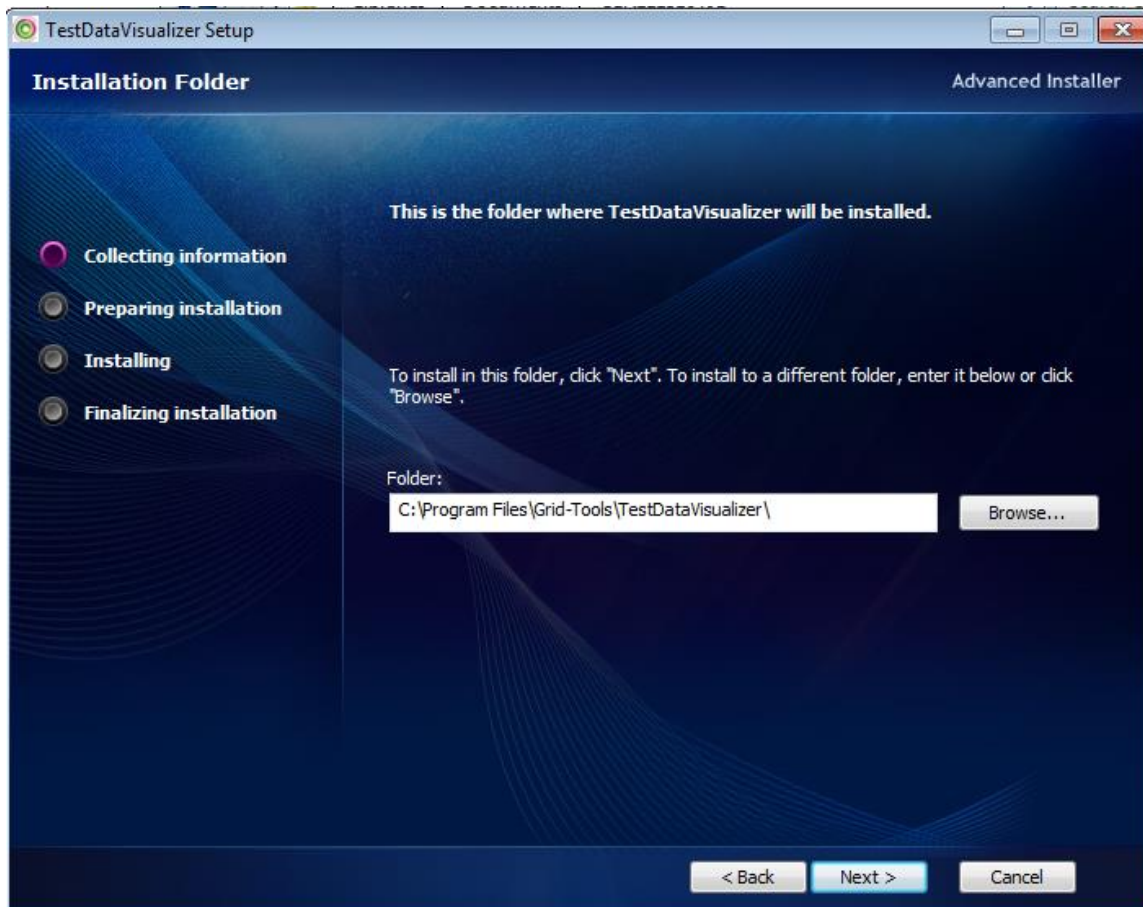 TestDataVisualizer Setup
Installation Folder
Advanced Installer
This is the folder where TestDataVisualizer will be installed.
Collecting information
Preparing installation
Installing
Finalizing installation
To install in this folder, click "Next". To install to a different folder, enter it below or click
"Browse".
Folder:
C:\Program Files\Grid-Tools\TestDataVisualizer\
Browse...
< Back
Next >
Cancel